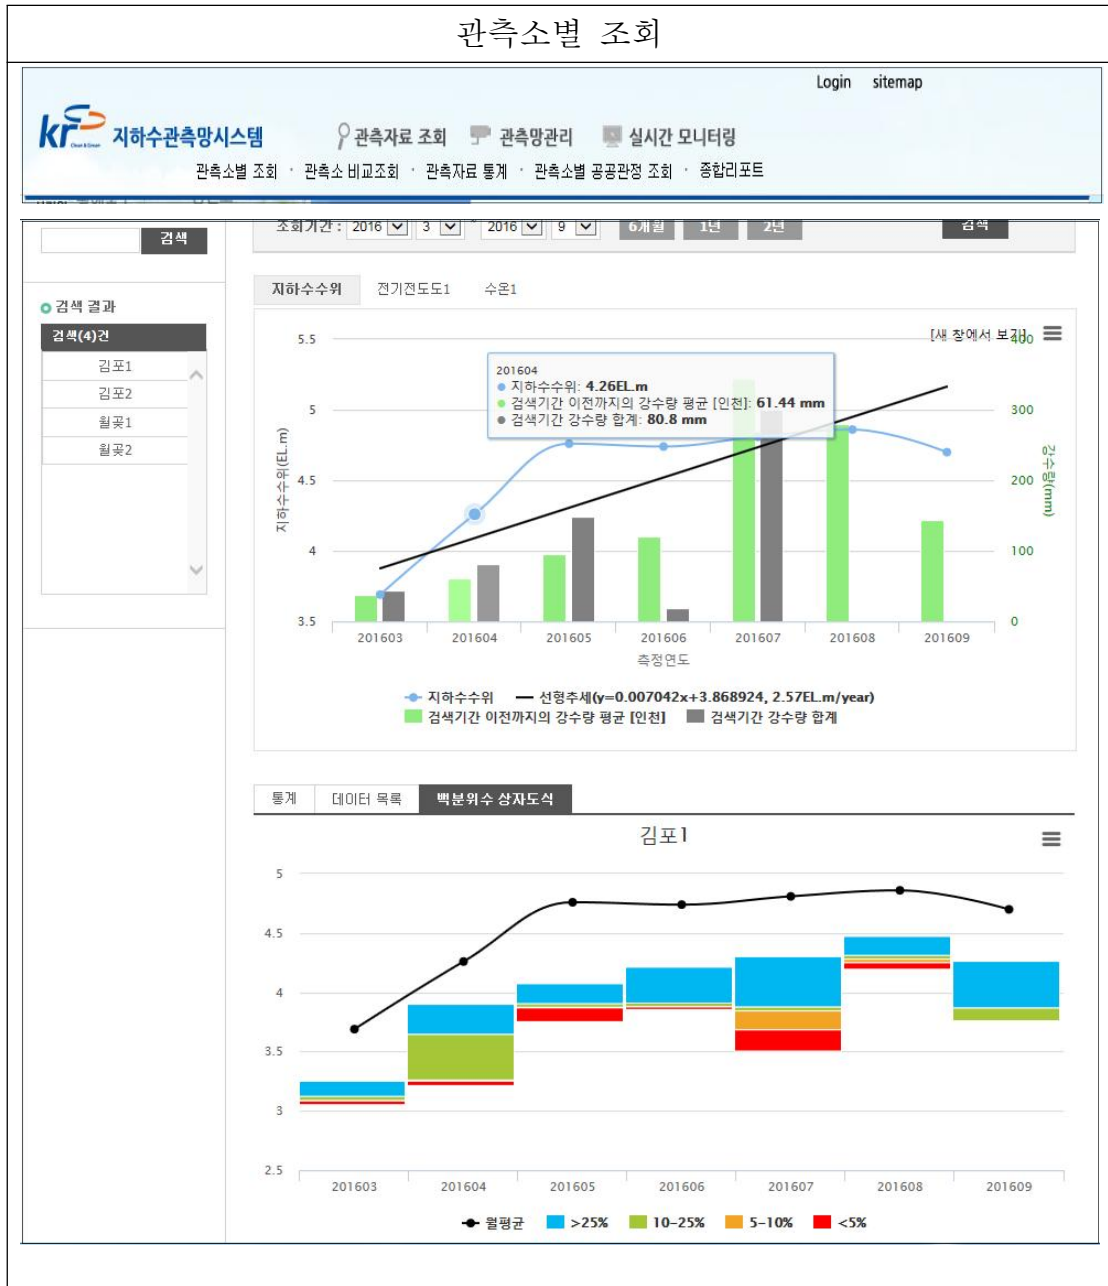 관측소별 조회
Login sitemap
kr 지하수관측망시스템 관측자료 조회 관측망관리 실시간 모니터링
Clean & Green
관측소별 조회 · 관측소 비교조회 · 관측자료 통계 · 관측소별 공공관정 조회 · 종합리포트
조회기간 : 2016 3 ~ 2016 9 6개월 1년 2년 검색
검색
지하수수위 전기전도도1 수온1
검색 결과
검색(4)건
김포1
김포2
월곶1
월곶2
[새 창에서 보기]
5.5
5
4.5
4
3.5
지하수수위(EL.m)
400
300
200
100
0
강수량(mm)
201604
지하수수위: 4.26EL.m
검색기간 이전까지의 강수량 평균 [인천]: 61.44 mm
검색기간 강수량 합계: 80.8 mm
201603 201604 201605 201606 201607 201608 201609
측정연도
지하수수위 선형추세(y=0.007042x+3.868924, 2.57EL.m/year)
검색기간 이전까지의 강수량 평균 [인천] 검색기간 강수량 합계
통계 데이터 목록 백분위수 상자도식
김포1
5
4.5
4
3.5
3
2.5
201603 201604 201605 201606 201607 201608 201609
월평균 >25% 10-25% 5-10% <5%